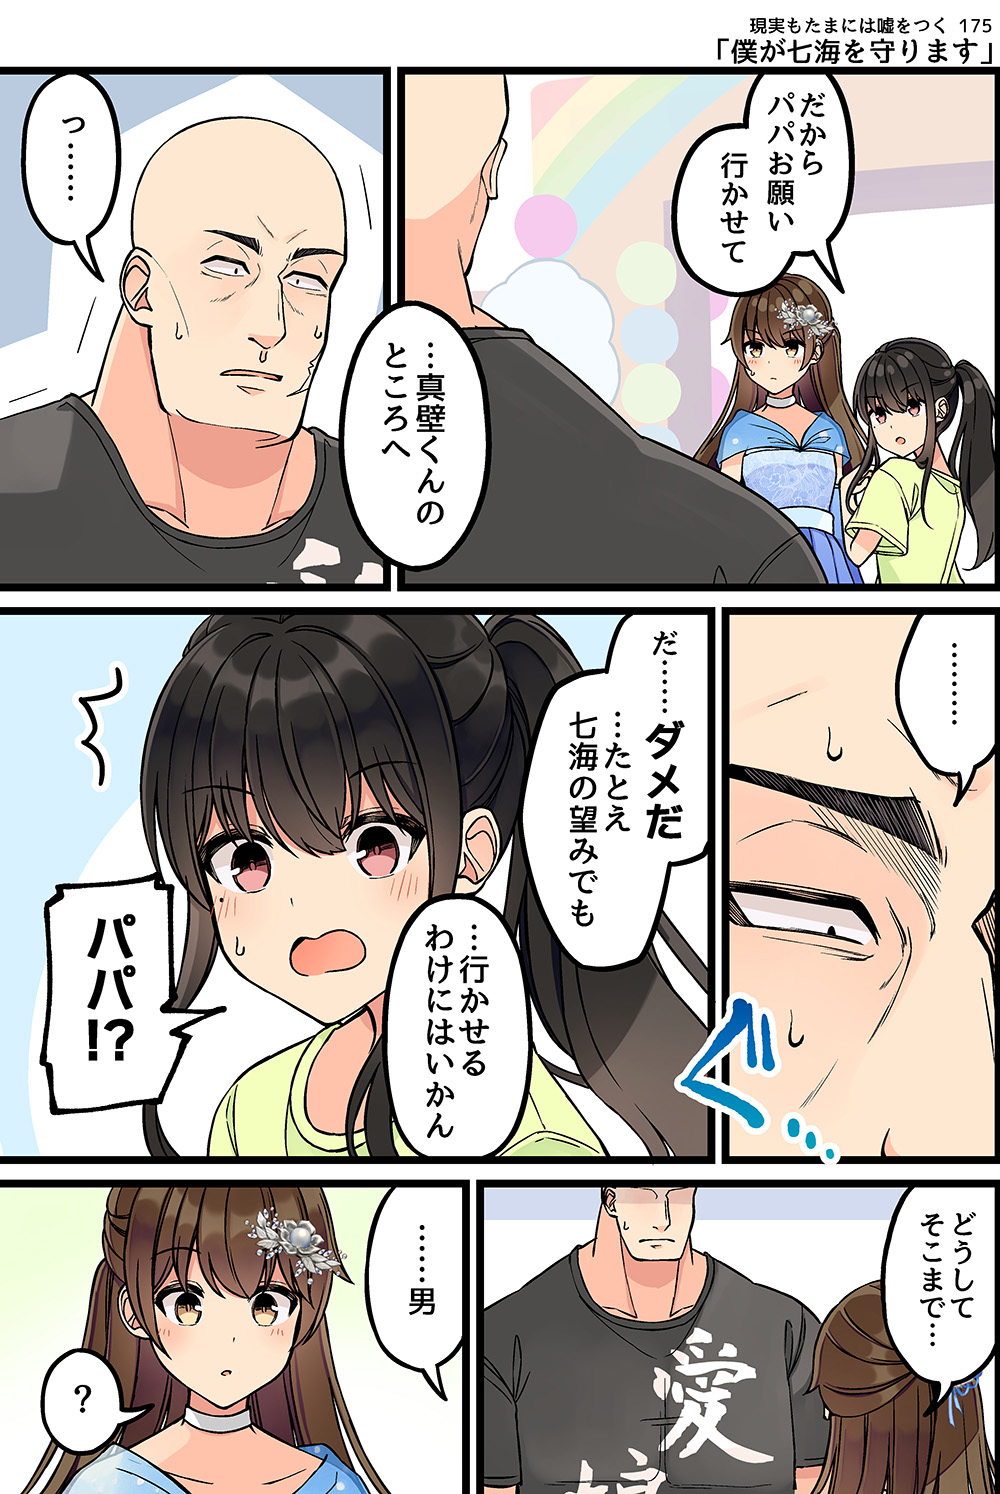 現実もたまには嘘をつく 175
「僕が七海を守ります」
だから
パパお願い
行かせて
…真壁くんの
ところへ
っ……
………
だ……ダメだ
…たとえ
七海の望みでも
…行かせる
わけにはいかん
パパ!?
ぐ…
どうして
そこまで…
愛
……男
?